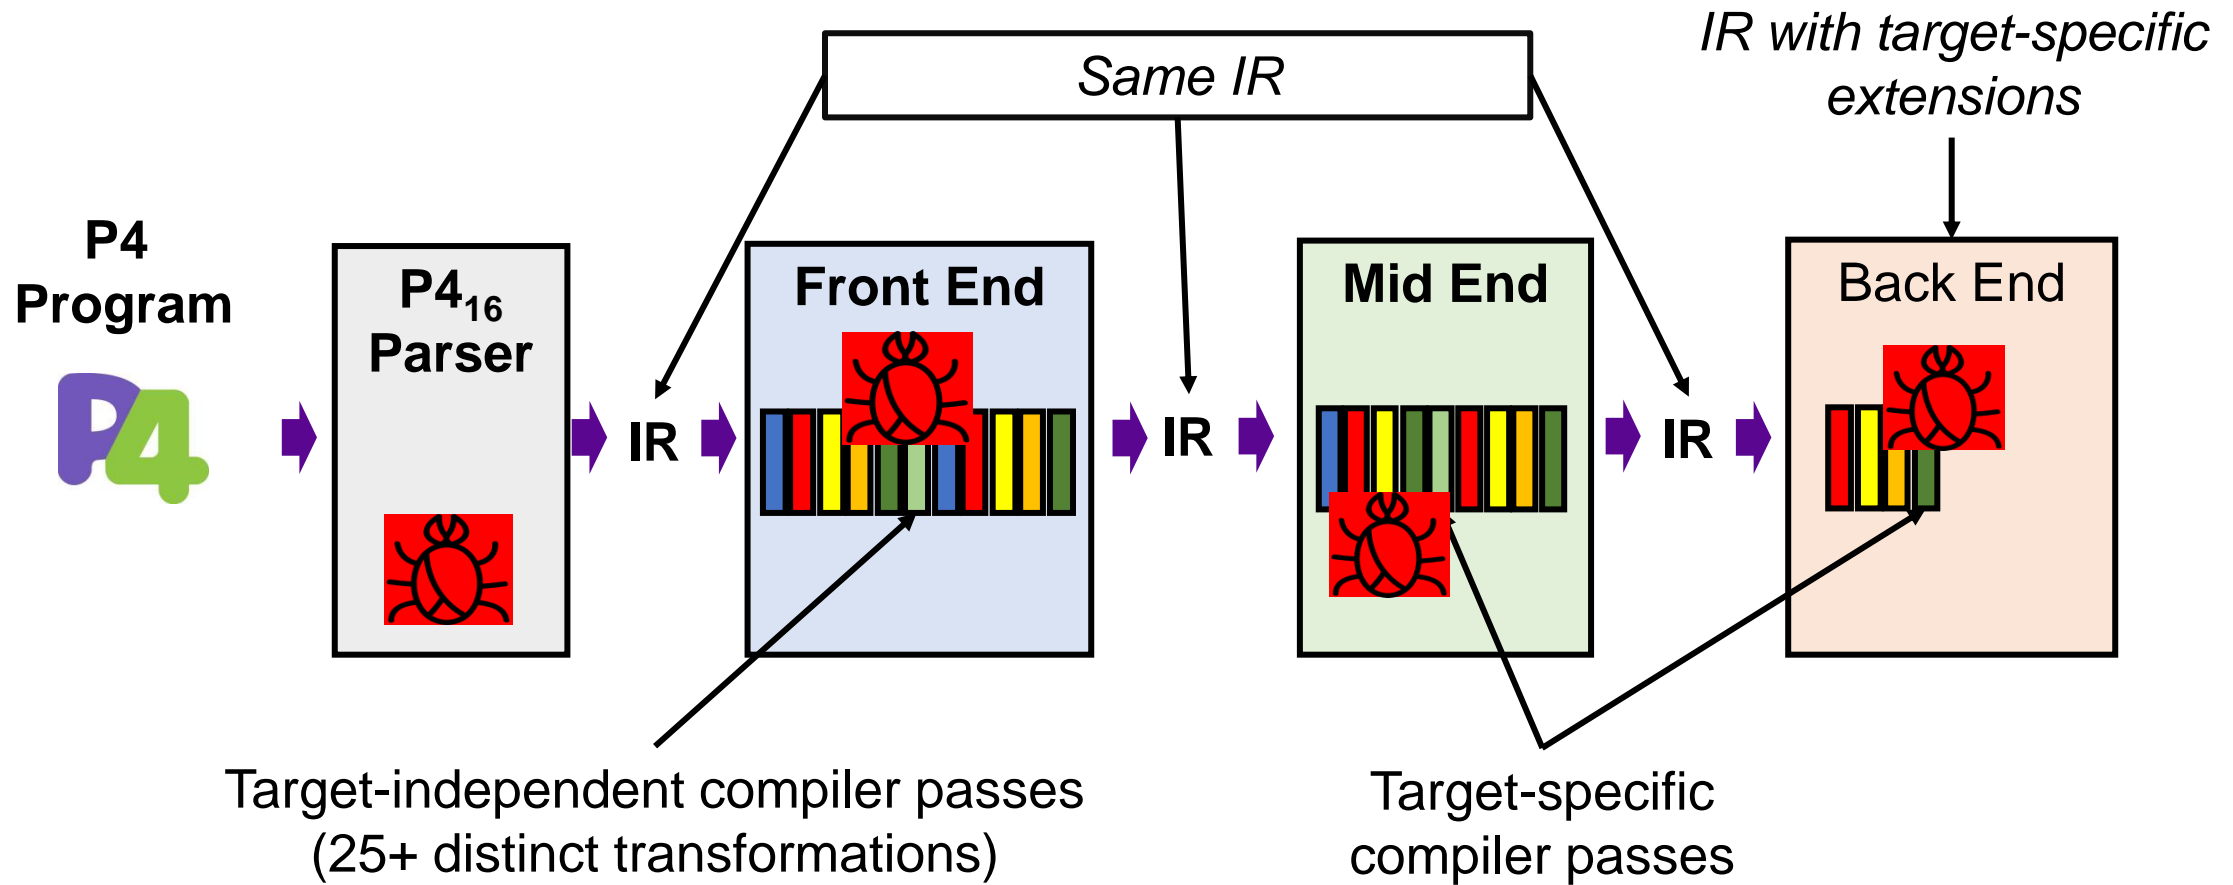 Same IR
IR with target-specific
extensions
P4
Program
P4
P4₁₆
Parser
IR
Front End
IR
Mid End
IR
Back End
Target-independent compiler passes
(25+ distinct transformations)
Target-specific
compiler passes